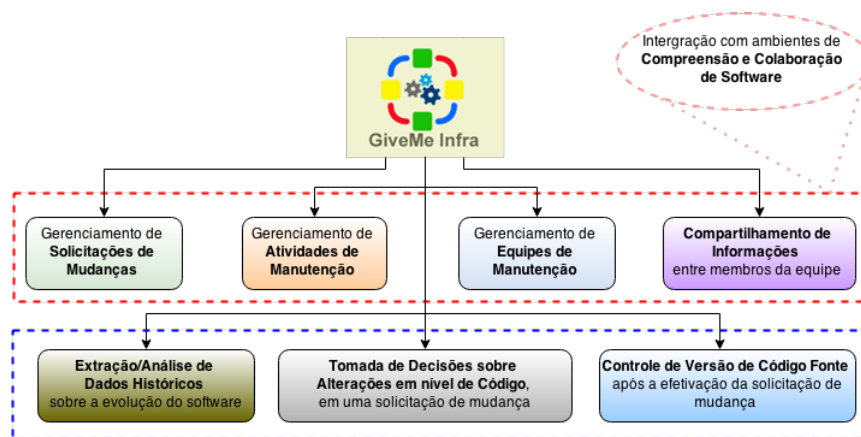 Intergração com ambientes de
Compreensão e Colaboração
de Software
GiveMe Infra
Gerenciamento de
Solicitações de
Mudanças
Gerenciamento de
Atividades de
Manutenção
Gerenciamento de
Equipes de
Manutenção
Compartilhamento de
Informações
entre membros da equipe
Extração/Análise de
Dados Históricos
sobre a evolução do software
Tomada de Decisões sobre
Alterações em nível de Código,
em uma solicitação de mudança
Controle de Versão de Código Fonte
após a efetivação da solicitação de
mudança